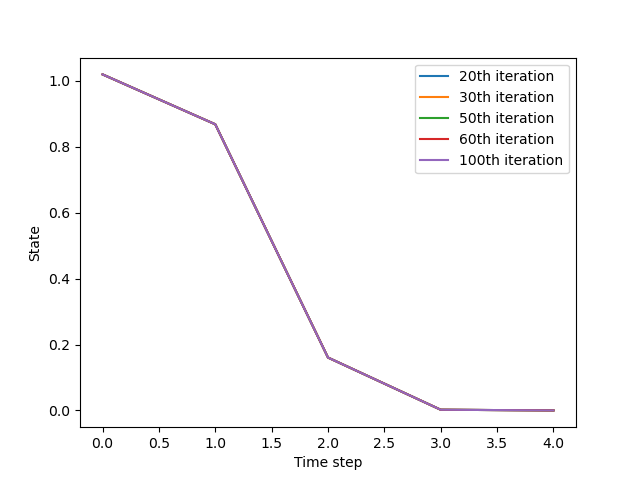 20th iteration
30th iteration
50th iteration
60th iteration
100th iteration
1.0
0.8
0.6
0.4
0.2
0.0
State
0.0 0.5 1.0 1.5 2.0 2.5 3.0 3.5 4.0
Time step